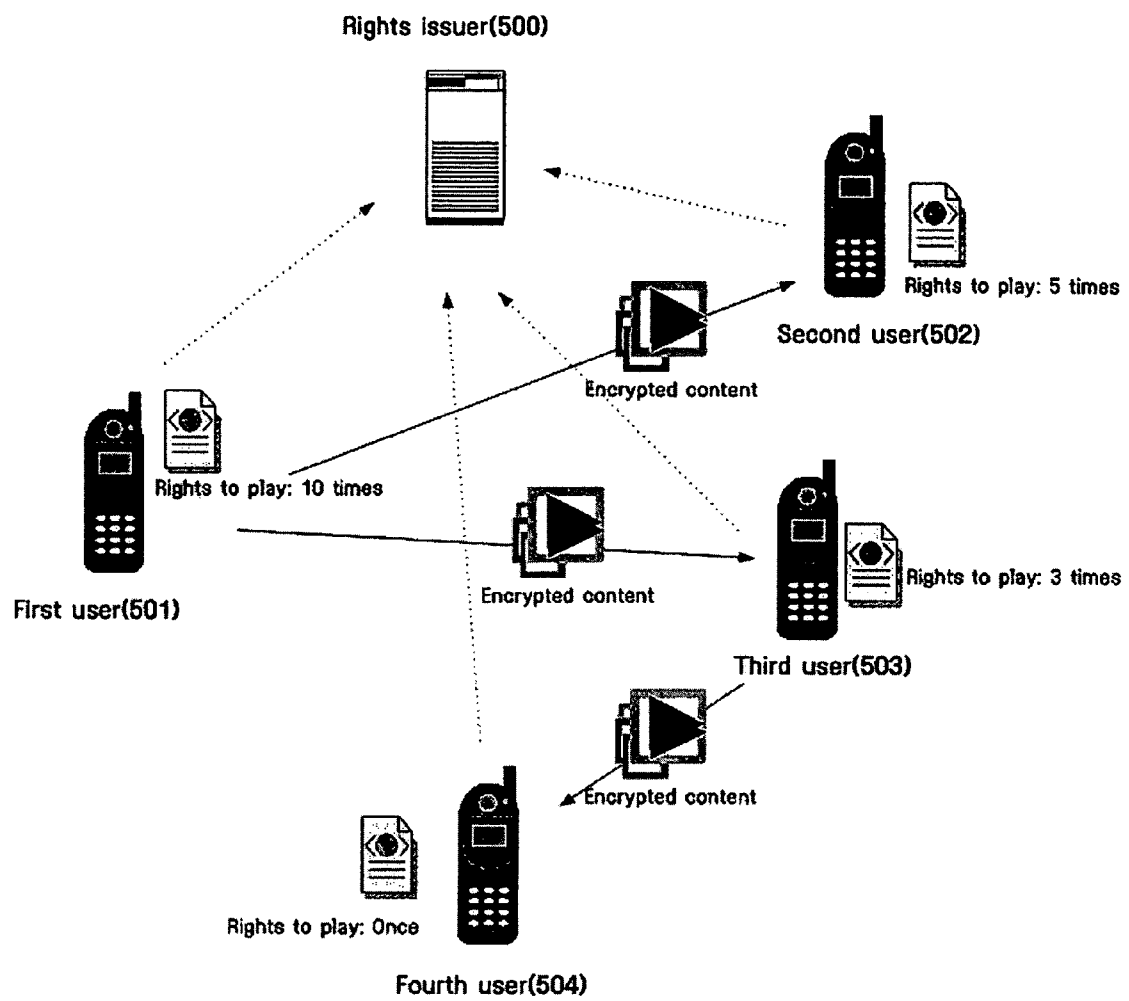 Rights issuer(500)
Rights to play: 5 times
Second user(502)
Encrypted content
Rights to play: 10 times
Rights to play: 3 times
Encrypted content
First user(501)
Third user(503)
Encrypted content
Rights to play: Once
Fourth user(504)